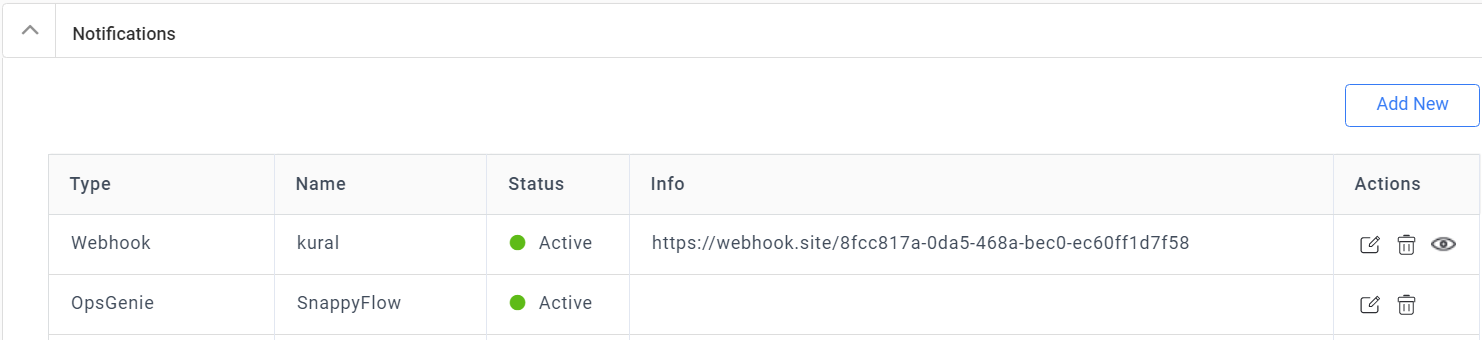 Notifications
Add New
Type Name Status Info Actions
Webhook kural Active https://webhook.site/8fcc817a-0da5-468a-bec0-ec60ff1d7f58
OpsGenie SnappyFlow Active